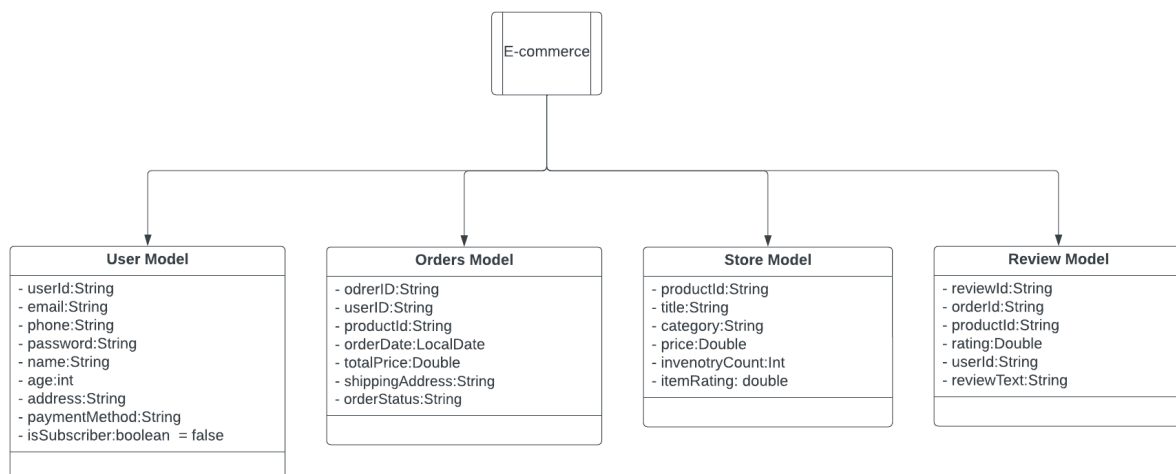 E-commerce
User Model
- userId:String
- email:String
- phone:String
- password:String
- name:String
- age:int
- address:String
- paymentMethod:String
- isSubscriber:boolean = false
Orders Model
- odrerID:String
- userID:String
- productId:String
- orderDate:LocalDate
- totalPrice:Double
- shippingAddress:String
- orderStatus:String
Store Model
- productId:String
- title:String
- category:String
- price:Double
- invenotryCount:Int
- itemRating: double
Review Model
- reviewId:String
- orderId:String
- productId:String
- rating:Double
- userId:String
- reviewText:String